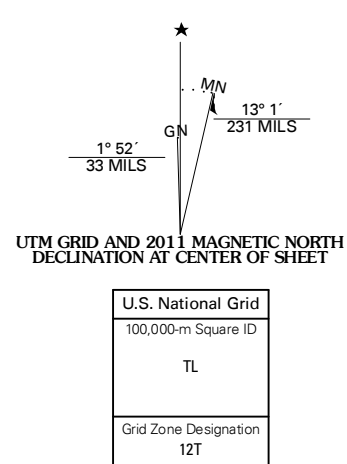 MN
GN
13° 1´
231 MILS
1° 52´
33 MILS
UTM GRID AND 2011 MAGNETIC NORTH
DECLINATION AT CENTER OF SHEET
U.S. National Grid
100,000-m Square ID
TL
Grid Zone Designation
12T